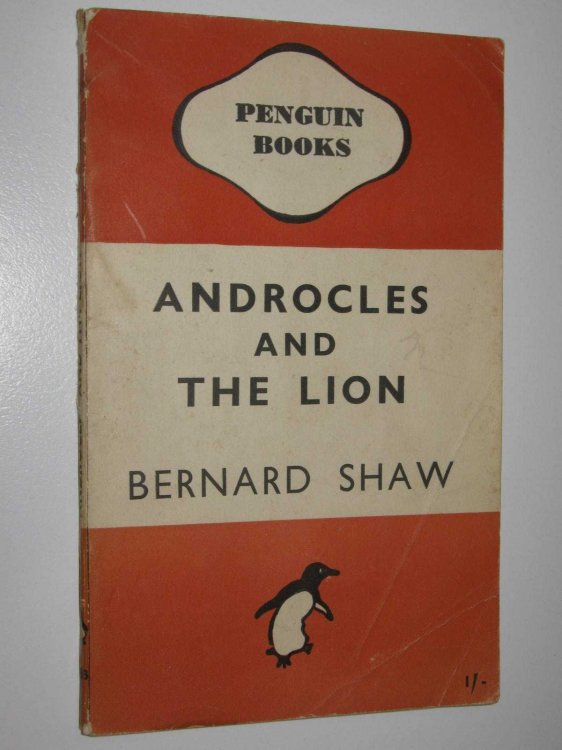 PENGUIN
BOOKS
ANDROCLES
AND
THE LION
BERNARD SHAW
1/-